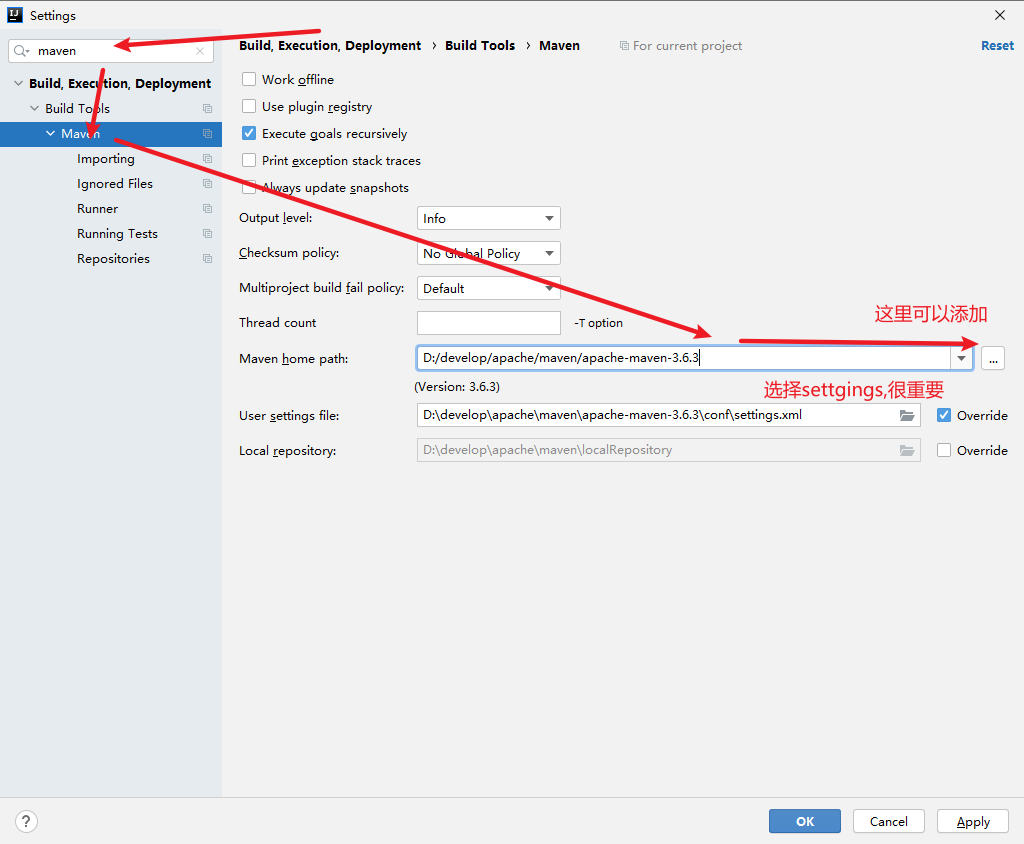 Settings
maven
Build, Execution, Deployment › Build Tools › Maven
For current project
Reset
Build, Execution, Deployment
Build Tools
Maven
Importing
Ignored Files
Runner
Running Tests
Repositories
Work offline
Use plugin registry
Execute goals recursively
Print exception stack traces
Always update snapshots
Output level: Info
Checksum policy: No Global Policy
Multiproject build fail policy: Default
Thread count -T option
这里可以添加
Maven home path: D:/develop/apache/maven/apache-maven-3.6.3 ...
(Version: 3.6.3)
选择settgings,很重要
User settings file: D:\develop\apache\maven\apache-maven-3.6.3\conf\settings.xml Override
Local repository: D:\develop\apache\maven\localRepository Override
? OK Cancel Apply